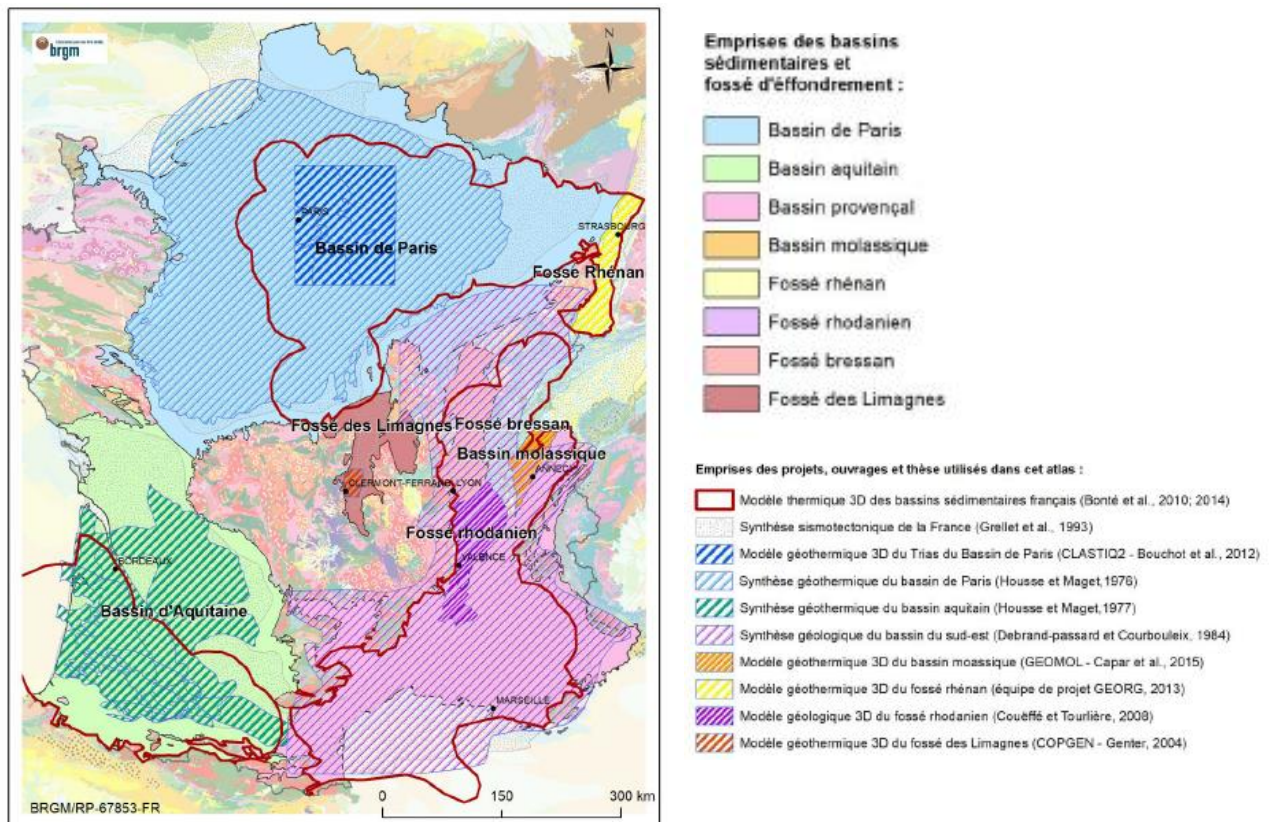 brgm
N
PARIS
Bassin de Paris
STRASBOURG
Fossé Rhénan
Fossé des Limagnes
Fossé bressan
Bassin molassique
ANNECY
CLERMONT-FERRAND
LYON
Fossé rhodanien
VALENCE
BORDEAUX
Bassin d'Aquitaine
MARSEILLE
BRGM/RP-67853-FR
0 150 300 km
Emprises des bassins
sédimentaires et
fossé d'éffondrement :
Bassin de Paris
Bassin aquitain
Bassin provençal
Bassin molassique
Fossé rhénan
Fossé rhodanien
Fossé bressan
Fossé des Limagnes
Emprises des projets, ouvrages et thèse utilisés dans cet atlas :
Modèle thermique 3D des bassins sédimentaires français (Bonté et al., 2010; 2014)
Synthèse sismotectonique de la France (Grellet et al., 1993)
Modèle géothermique 3D du Trias du Bassin de Paris (CLASTIQ2 - Bouchot et al., 2012)
Synthèse géothermique du bassin de Paris (Housse et Maget,1976)
Synthèse géothermique du bassin aquitain (Housse et Maget,1977)
Synthèse géologique du bassin du sud-est (Debrand-passard et Courbouleix, 1984)
Modèle géothermique 3D du bassin moassique (GEOMOL - Capar et al., 2015)
Modèle géothermique 3D du fossé rhénan (équipe de projet GEORG, 2013)
Modèle géologique 3D du fossé rhodanien (Couëffé et Tourlière, 2008)
Modèle géothermique 3D du fossé des Limagnes (COPGEN - Genter, 2004)